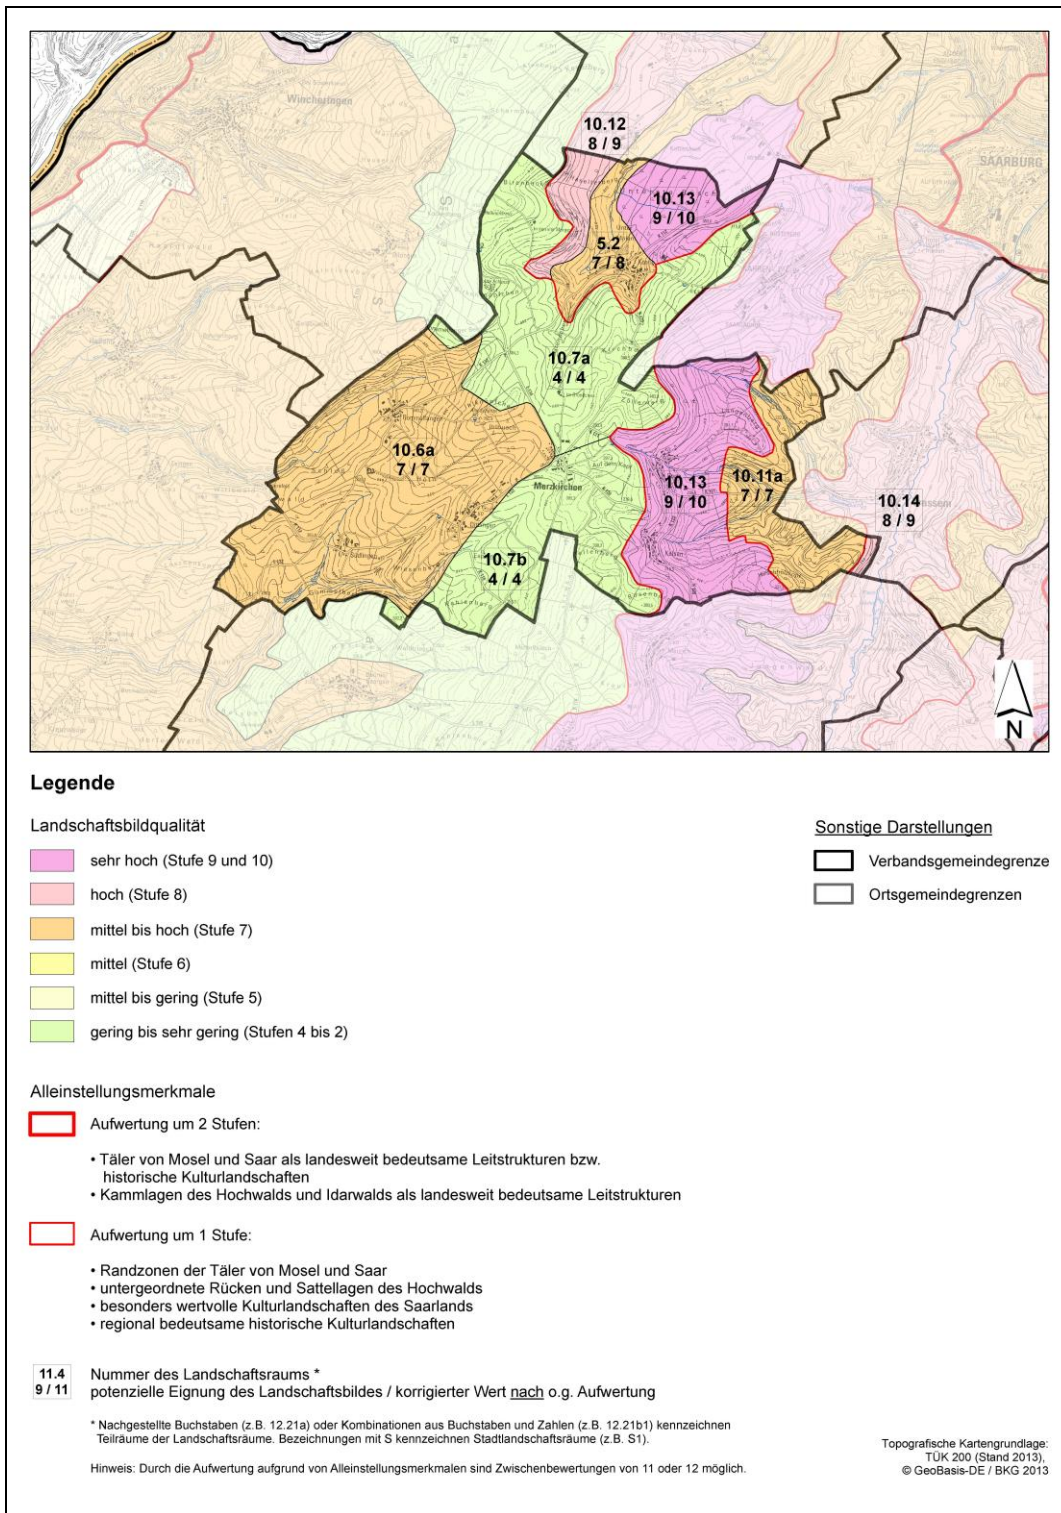 Wincheringen
SAARBURG
10.12
8 / 9
10.13
9 / 10
5.2
7 / 8
10.7a
4 / 4
10.6a
7 / 7
Merzkirchen
10.13
9 / 10
10.11a
7 / 7
10.14
8 / 9
10.7b
4 / 4
N
Legende
Landschaftsbildqualität
sehr hoch (Stufe 9 und 10)
hoch (Stufe 8)
mittel bis hoch (Stufe 7)
mittel (Stufe 6)
mittel bis gering (Stufe 5)
gering bis sehr gering (Stufen 4 bis 2)
Sonstige Darstellungen
Verbandsgemeindegrenze
Ortsgemeindegrenzen
Alleinstellungsmerkmale
Aufwertung um 2 Stufen:
• Täler von Mosel und Saar als landesweit bedeutsame Leitstrukturen bzw.
historische Kulturlandschaften
• Kammlagen des Hochwalds und Idarwalds als landesweit bedeutsame Leitstrukturen
Aufwertung um 1 Stufe:
• Randzonen der Täler von Mosel und Saar
• untergeordnete Rücken und Sattellagen des Hochwalds
• besonders wertvolle Kulturlandschaften des Saarlands
• regional bedeutsame historische Kulturlandschaften
11.4
9 / 11
Nummer des Landschaftsraums *
potenzielle Eignung des Landschaftsbildes / korrigierter Wert nach o.g. Aufwertung
* Nachgestellte Buchstaben (z.B. 12.21a) oder Kombinationen aus Buchstaben und Zahlen (z.B. 12.21b1) kennzeichnen
Teilräume der Landschaftsräume. Bezeichnungen mit S kennzeichnen Stadtlandschaftsräume (z.B. S1).
Hinweis: Durch die Aufwertung aufgrund von Alleinstellungsmerkmalen sind Zwischenbewertungen von 11 oder 12 möglich.
Topografische Kartengrundlage:
TÜK 200 (Stand 2013),
© GeoBasis-DE / BKG 2013